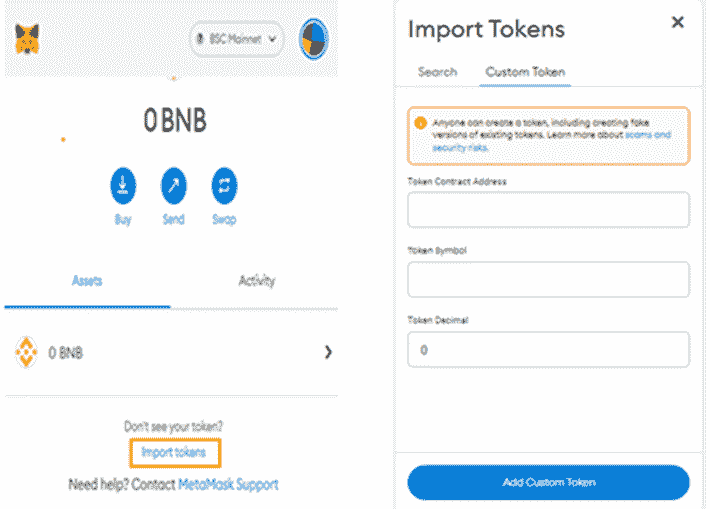 BSC Mainnet
0 BNB
Buy
Send
Swap
Assets
Activity
0 BNB
Don't see your token?
Import tokens
Need help? Contact MetaMask Support
Import Tokens
Search
Custom Token
Anyone can create a token, including creating fake
versions of existing tokens. Learn more about scams and
security risks.
Token Contract Address
Token Symbol
Token Decimal
0
Add Custom Token